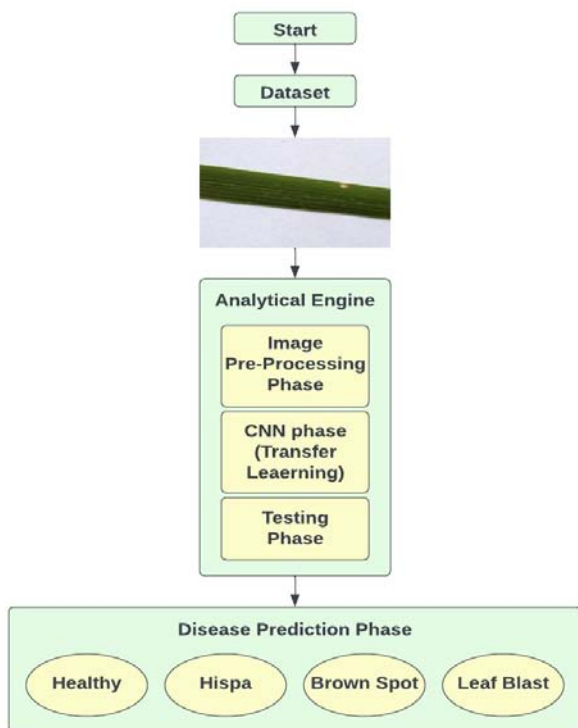 Start
Dataset
Analytical Engine
Image
Pre-Processing
Phase
CNN phase
(Transfer
Leaerning)
Testing
Phase
Disease Prediction Phase
Healthy
Hispa
Brown Spot
Leaf Blast